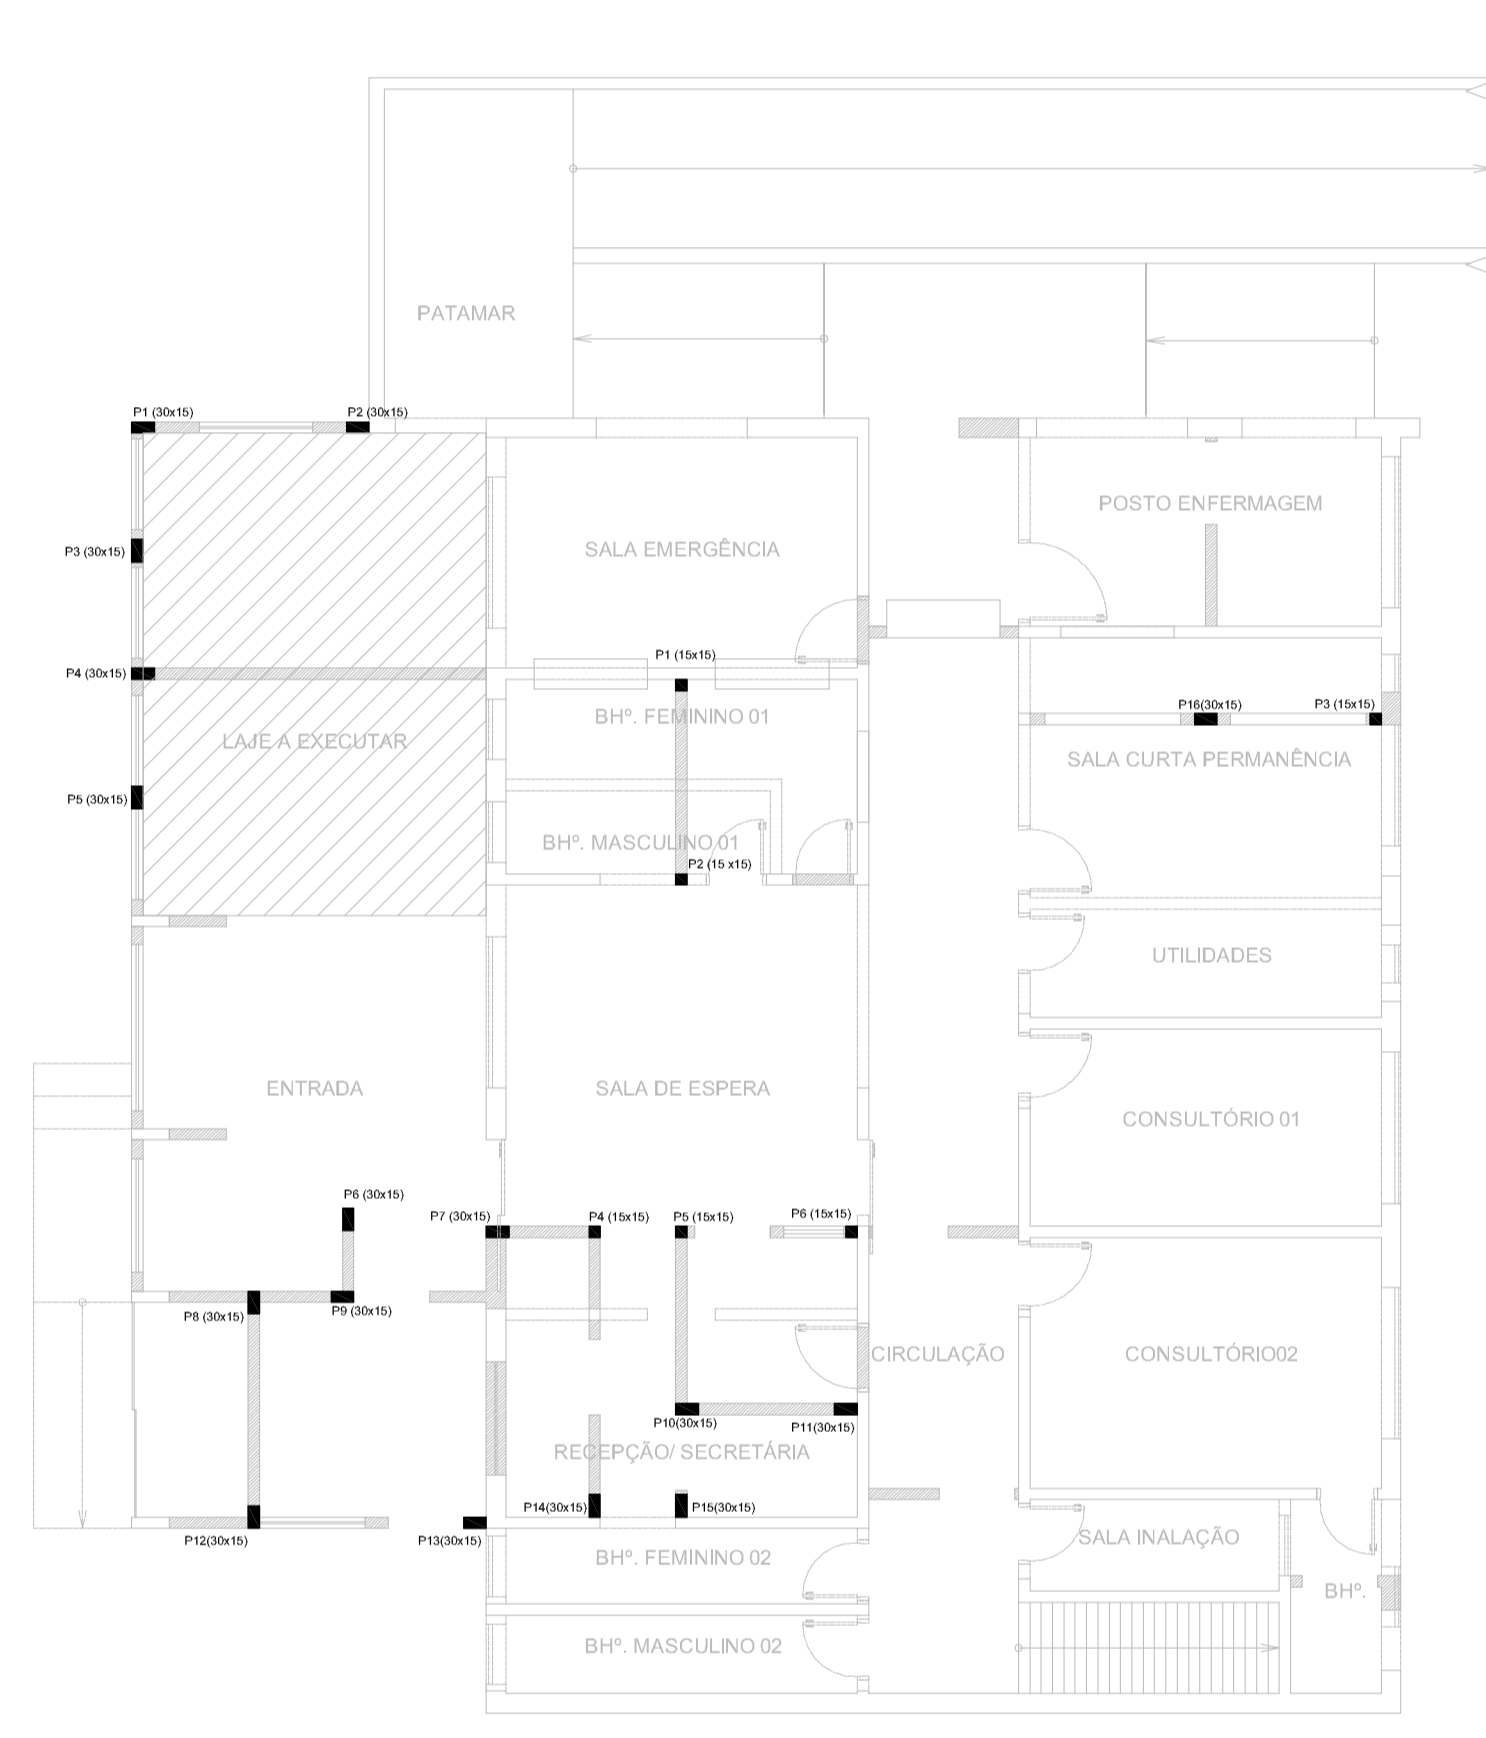 PATAMAR
P1 (30x15)
P2 (30x15)
POSTO ENFERMAGEM
SALA EMERGÊNCIA
P3 (30x15)
P1 (15x15)
P4 (30x15)
P16(30x15)
P3 (15x15)
BHº. FEMININO 01
LAJE A EXECUTAR
SALA CURTA PERMANÊNCIA
P5 (30x15)
BHº. MASCULINO 01
P2 (15 x15)
UTILIDADES
ENTRADA
SALA DE ESPERA
CONSULTÓRIO 01
P6 (30x15)
P7 (30x15)
P4 (15x15)
P5 (15x15)
P6 (15x15)
P8 (30x15)
P9 (30x15)
CIRCULAÇÃO
CONSULTÓRIO02
P10(30x15)
P11(30x15)
RECEPÇÃO/ SECRETÁRIA
P14(30x15)
P15(30x15)
P12(30x15)
P13(30x15)
SALA INALAÇÃO
BHº. FEMININO 02
BHº.
BHº. MASCULINO 02